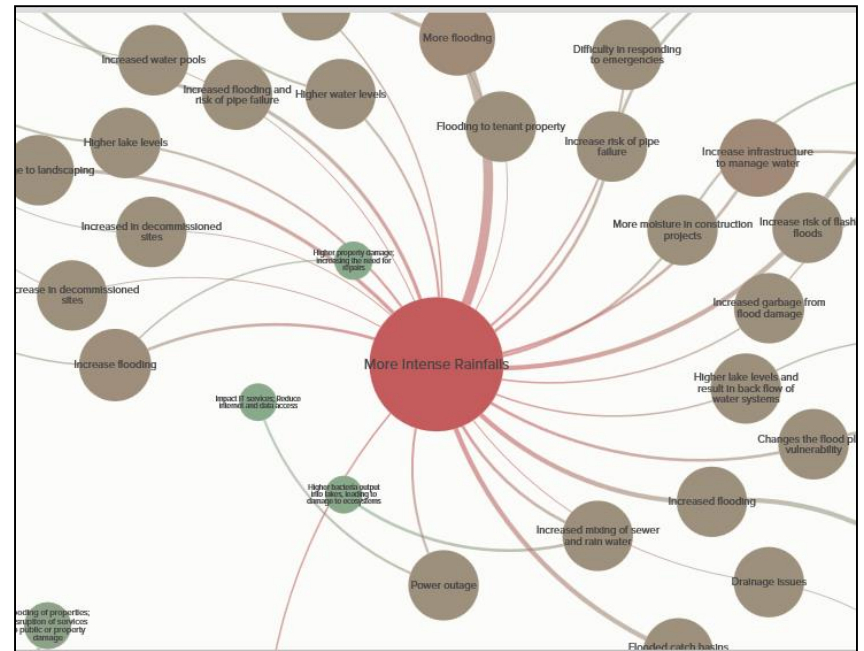 More flooding
Difficulty in responding
to emergencies
Increased water pools
Increased flooding and
risk of pipe failure
Higher water levels
Flooding to tenant property
Higher lake levels
Increase risk of pipe
failure
Increase infrastructure
to manage water
to landscaping
Increased in decommissioned
sites
More moisture in construction
projects
Increase risk of flash
floods
Higher property damage;
increasing the need for
repairs
in decommissioned
sites
Increased garbage from
flood damage
Increase flooding
More Intense Rainfalls
Higher lake levels and
result in back flow of
water systems
Impact IT services; Reduce
internet and data access
Changes the flood
vulnerability
Higher bacteria output
into lakes, leading to
damage to ecosystems
Increased flooding
Increased mixing of sewer
and rain water
Power outage
Drainage Issues
of properties;
of services
public or property
damage
Flooded catch basins